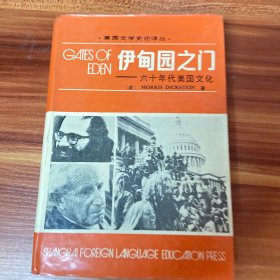 ·美国文学史论译丛·
GATES OF
EDEN
伊甸园之门
——六十年代美国文化
〔美〕 MORRIS DICKSTEIN 著
SHANGHAI FOREIGN LANGUAGE EDUCATION PRESS